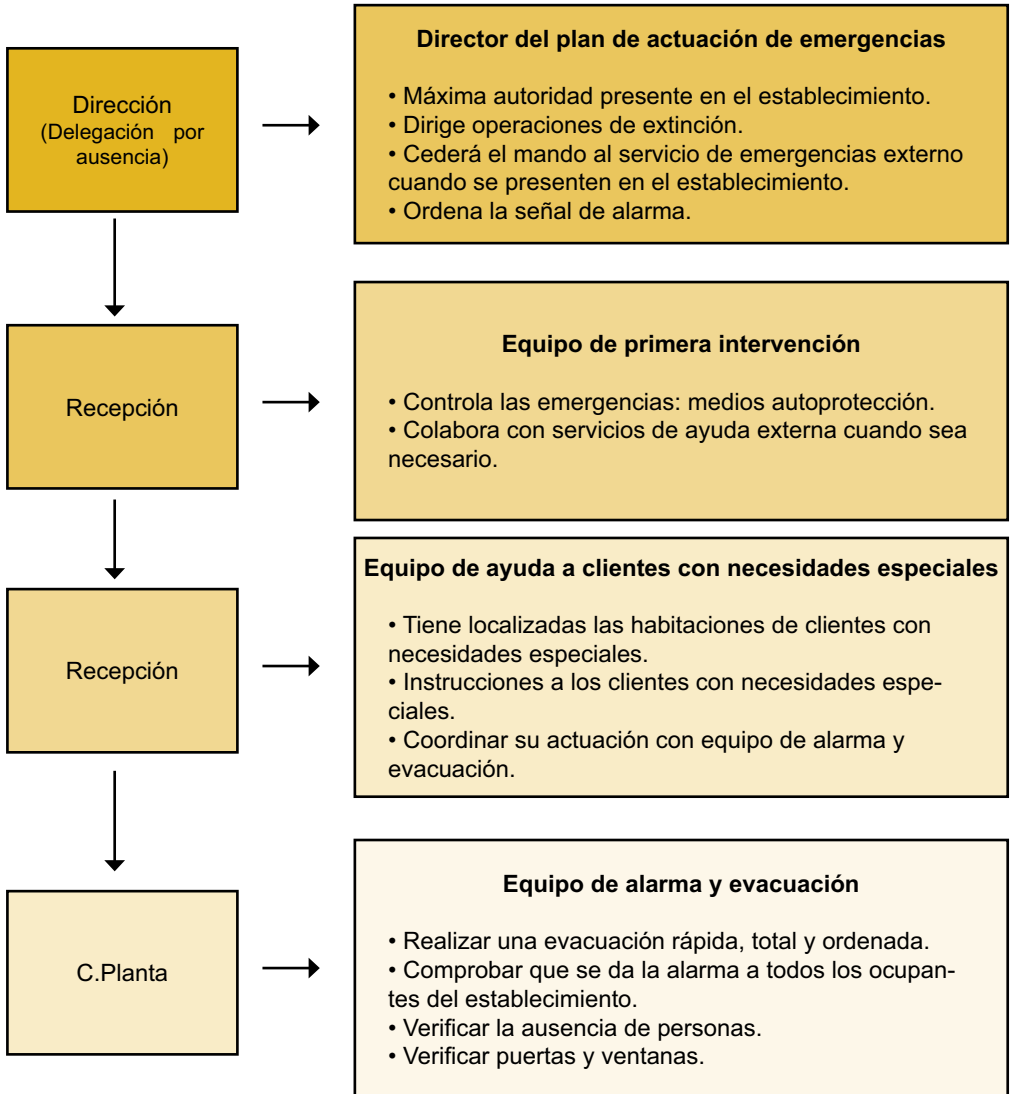 Dirección
(Delegación por
ausencia)
Director del plan de actuación de emergencias
• Máxima autoridad presente en el establecimiento.
• Dirige operaciones de extinción.
• Cederá el mando al servicio de emergencias externo
cuando se presenten en el establecimiento.
• Ordena la señal de alarma.
Recepción
Equipo de primera intervención
• Controla las emergencias: medios autoprotección.
• Colabora con servicios de ayuda externa cuando sea
necesario.
Recepción
Equipo de ayuda a clientes con necesidades especiales
• Tiene localizadas las habitaciones de clientes con
necesidades especiales.
• Instrucciones a los clientes con necesidades espe-
ciales.
• Coordinar su actuación con equipo de alarma y
evacuación.
C.Planta
Equipo de alarma y evacuación
• Realizar una evacuación rápida, total y ordenada.
• Comprobar que se da la alarma a todos los ocupan-
tes del establecimiento.
• Verificar la ausencia de personas.
• Verificar puertas y ventanas.